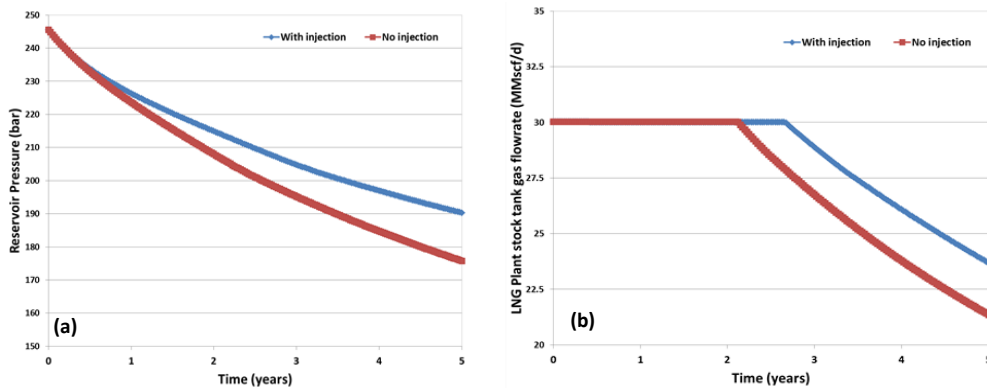 250
240
230
220
210
200
190
180
170
160
150
Reservoir Pressure (bar)
With injection
No injection
(a)
0 1 2 3 4 5
Time (years)
35
32.5
30
27.5
25
22.5
20
LNG Plant stock tank gas flowrate (MMscf/d)
With injection
No injection
(b)
0 1 2 3 4 5
Time (years)